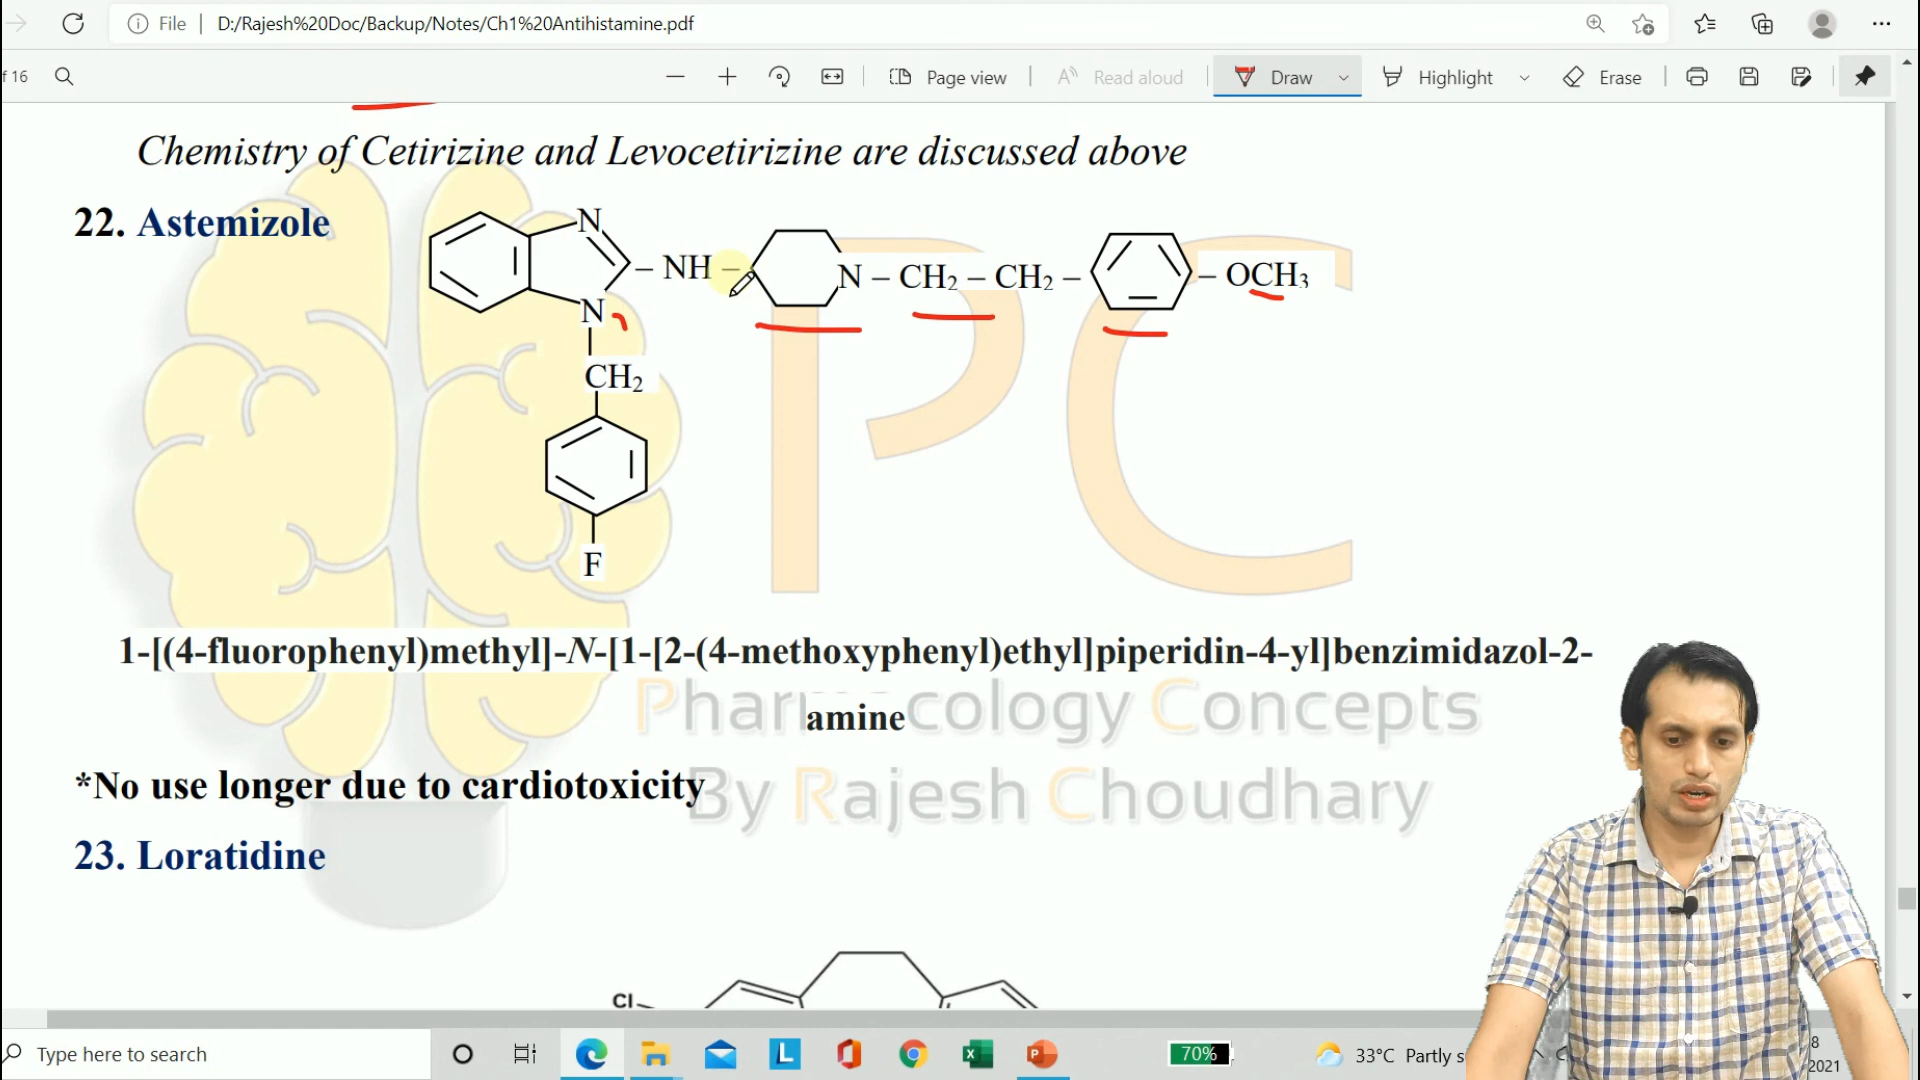 File D:/Rajesh%20Doc/Backup/Notes/Ch1%20Antihistamine.pdf
f 16 Page view Read aloud Draw Highlight Erase
Chemistry of Cetirizine and Levocetirizine are discussed above
22. Astemizole
N
– NH – N – CH2 – CH2 – – OCH3
N
CH2
F
1-[(4-fluorophenyl)methyl]-N-[1-[2-(4-methoxyphenyl)ethyl]piperidin-4-yl]benzimidazol-2-
amine
Pharmacology Concepts
*No use longer due to cardiotoxicity
By Rajesh Choudhary
23. Loratidine
Cl
PC
Type here to search 70% 33°C Partly s 8
2021